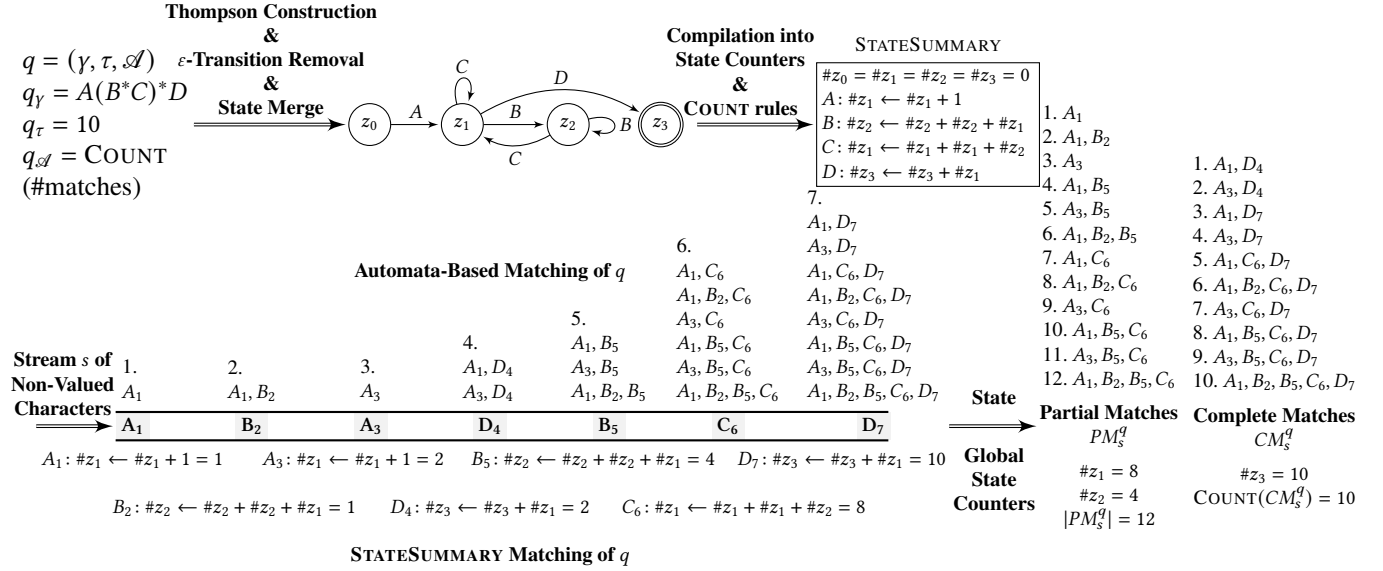 Thompson Construction
&
ε-Transition Removal
&
State Merge
q = (γ, τ, 𝒜)
q_γ = A(B*C)*D
q_τ = 10
q_𝒜 = COUNT
(#matches)
z₀
A
z₁
C
B
z₂
B
C
D
z₃
Compilation into
State Counters
&
COUNT rules
STATESUMMARY
#z₀ = #z₁ = #z₂ = #z₃ = 0
A: #z₁ ← #z₁ + 1
B: #z₂ ← #z₂ + #z₂ + #z₁
C: #z₁ ← #z₁ + #z₁ + #z₂
D: #z₃ ← #z₃ + #z₁
Automata-Based Matching of q
Stream s of
Non-Valued
Characters
1.
A₁
2.
A₁, B₂
3.
A₃
4.
A₁, D₄
A₃, D₄
5.
A₁, B₅
A₃, B₅
A₁, B₂, B₅
6.
A₁, C₆
A₁, B₂, C₆
A₃, C₆
A₁, B₅, C₆
A₃, B₅, C₆
A₁, B₂, B₅, C₆
7.
A₁, D₇
A₃, D₇
A₁, C₆, D₇
A₁, B₂, C₆, D₇
A₃, C₆, D₇
A₁, B₅, C₆, D₇
A₃, B₅, C₆, D₇
A₁, B₂, B₅, C₆, D₇
A₁ B₂ A₃ D₄ B₅ C₆ D₇
A₁: #z₁ ← #z₁ + 1 = 1
A₃: #z₁ ← #z₁ + 1 = 2
B₅: #z₂ ← #z₂ + #z₂ + #z₁ = 4
D₇: #z₃ ← #z₃ + #z₁ = 10
B₂: #z₂ ← #z₂ + #z₂ + #z₁ = 1
D₄: #z₃ ← #z₃ + #z₁ = 2
C₆: #z₁ ← #z₁ + #z₁ + #z₂ = 8
STATESUMMARY Matching of q
State
Global
State
Counters
1. A₁
2. A₁, B₂
3. A₃
4. A₁, B₅
5. A₃, B₅
6. A₁, B₂, B₅
7. A₁, C₆
8. A₁, B₂, C₆
9. A₃, C₆
10. A₁, B₅, C₆
11. A₃, B₅, C₆
12. A₁, B₂, B₅, C₆
Partial Matches
PM_s^q
#z₁ = 8
#z₂ = 4
|PM_s^q| = 12
1. A₁, D₄
2. A₃, D₄
3. A₁, D₇
4. A₃, D₇
5. A₁, C₆, D₇
6. A₁, B₂, C₆, D₇
7. A₃, C₆, D₇
8. A₁, B₅, C₆, D₇
9. A₃, B₅, C₆, D₇
10. A₁, B₂, B₅, C₆, D₇
Complete Matches
CM_s^q
#z₃ = 10
COUNT(CM_s^q) = 10